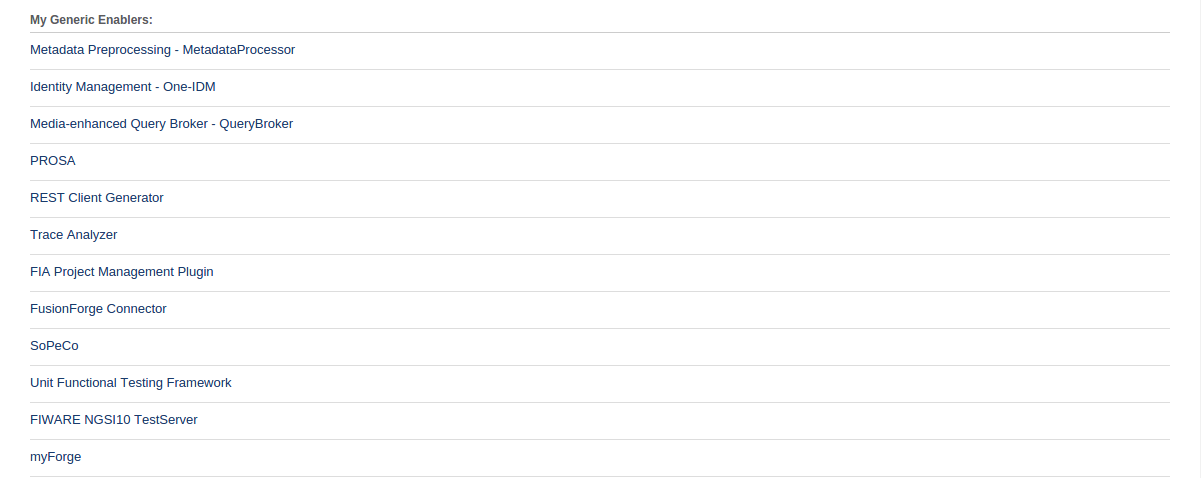 My Generic Enablers:
Metadata Preprocessing - MetadataProcessor
Identity Management - One-IDM
Media-enhanced Query Broker - QueryBroker
PROSA
REST Client Generator
Trace Analyzer
FIA Project Management Plugin
FusionForge Connector
SoPeCo
Unit Functional Testing Framework
FIWARE NGSI10 TestServer
myForge